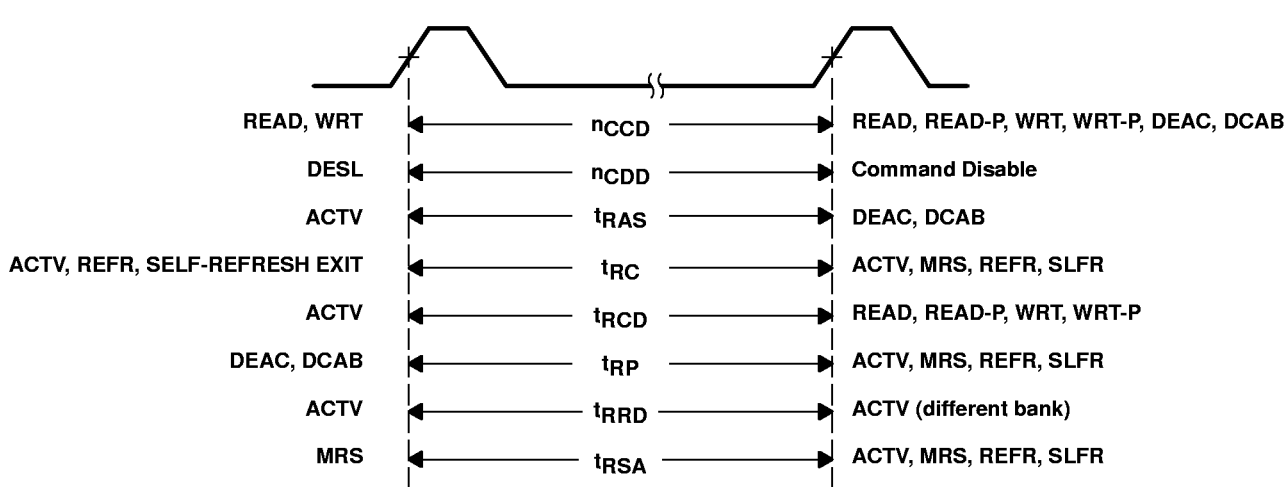 READ, WRT nCCD READ, READ-P, WRT, WRT-P, DEAC, DCAB
DESL nCDD Command Disable
ACTV tRAS DEAC, DCAB
ACTV, REFR, SELF-REFRESH EXIT tRC ACTV, MRS, REFR, SLFR
ACTV tRCD READ, READ-P, WRT, WRT-P
DEAC, DCAB tRP ACTV, MRS, REFR, SLFR
ACTV tRRD ACTV (different bank)
MRS tRSA ACTV, MRS, REFR, SLFR